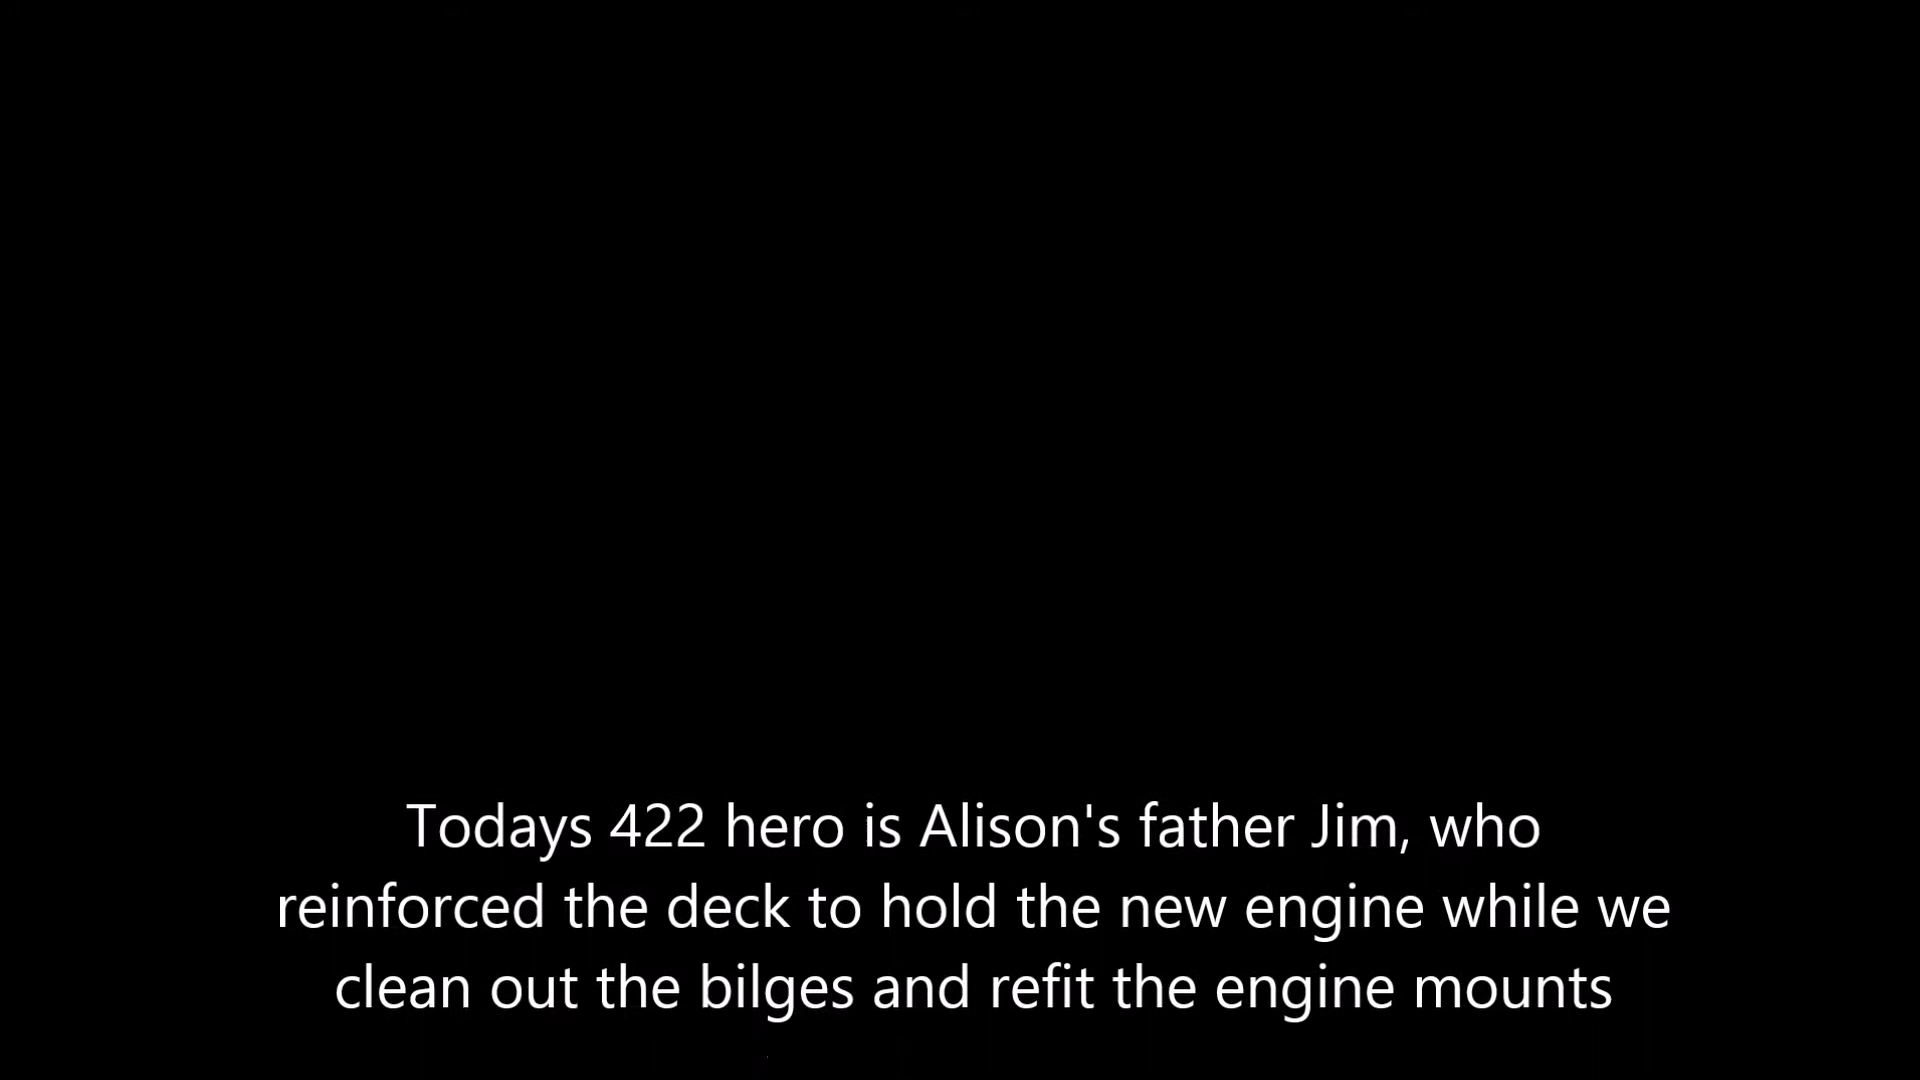 Todays 422 hero is Alison's father Jim, who
reinforced the deck to hold the new engine while we
clean out the bilges and refit the engine mounts